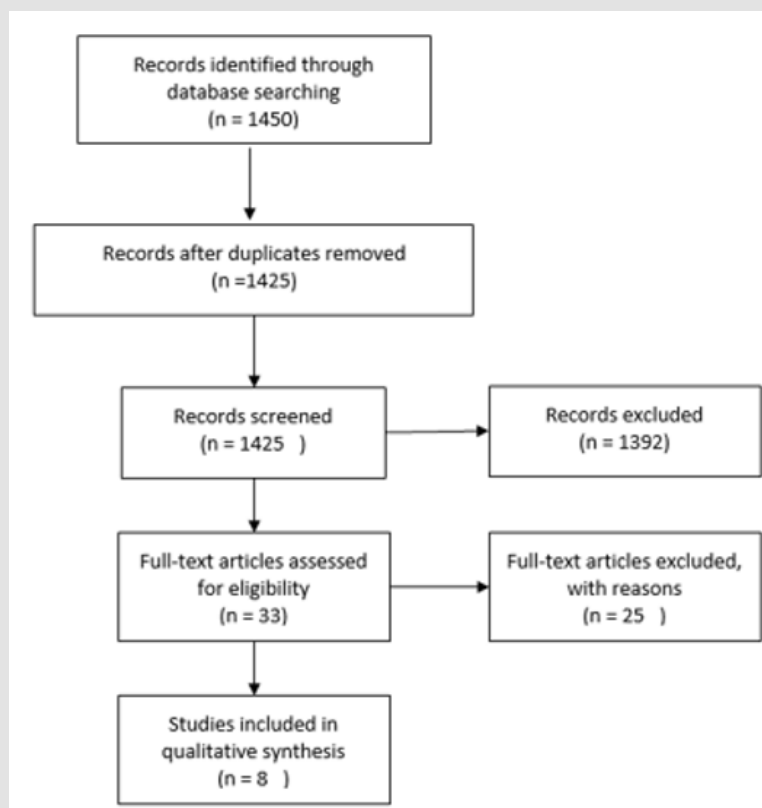 Records identified through
database searching
(n = 1450)
Records after duplicates removed
(n =1425)
Records screened
(n = 1425   )
Records excluded
(n = 1392)
Full-text articles assessed
for eligibility
(n = 33)
Full-text articles excluded,
with reasons
(n = 25   )
Studies included in
qualitative synthesis
(n = 8   )